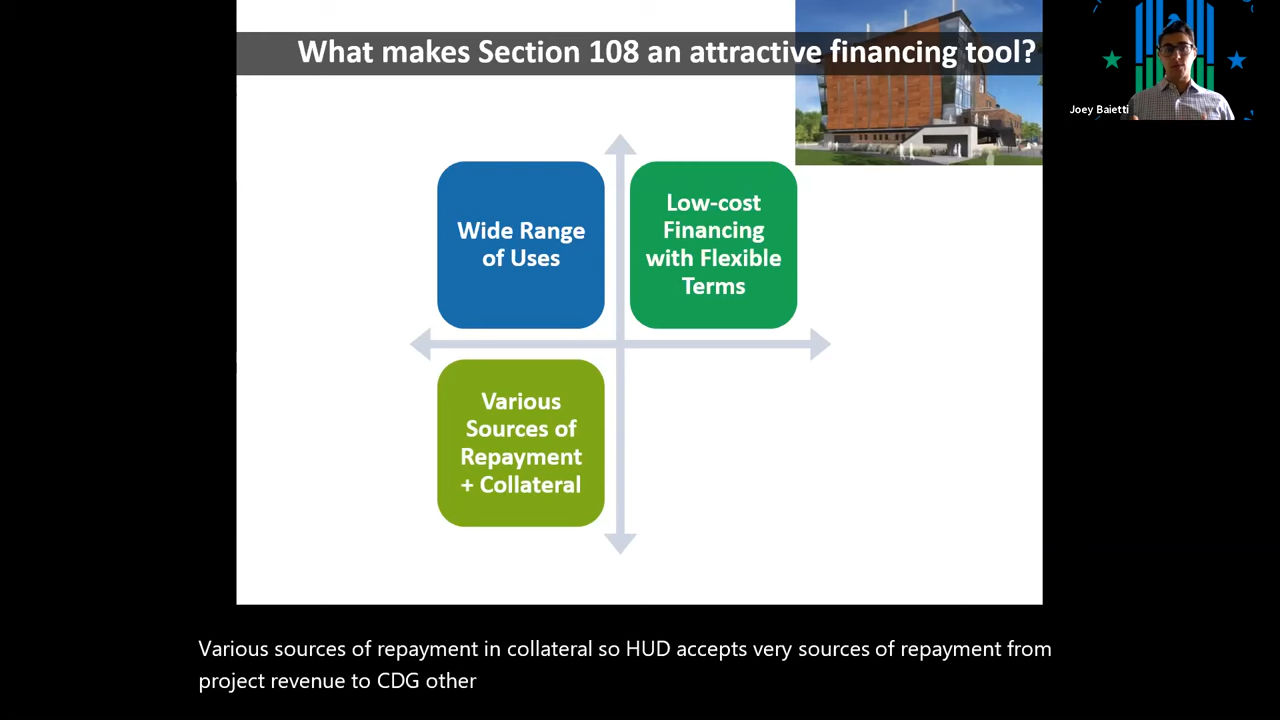 What makes Section 108 an attractive financing tool?
Joey Baietti
Wide Range
of Uses
Low-cost
Financing
with Flexible
Terms
Various
Sources of
Repayment
+ Collateral
Various sources of repayment in collateral so HUD accepts very sources of repayment from
project revenue to CDG other